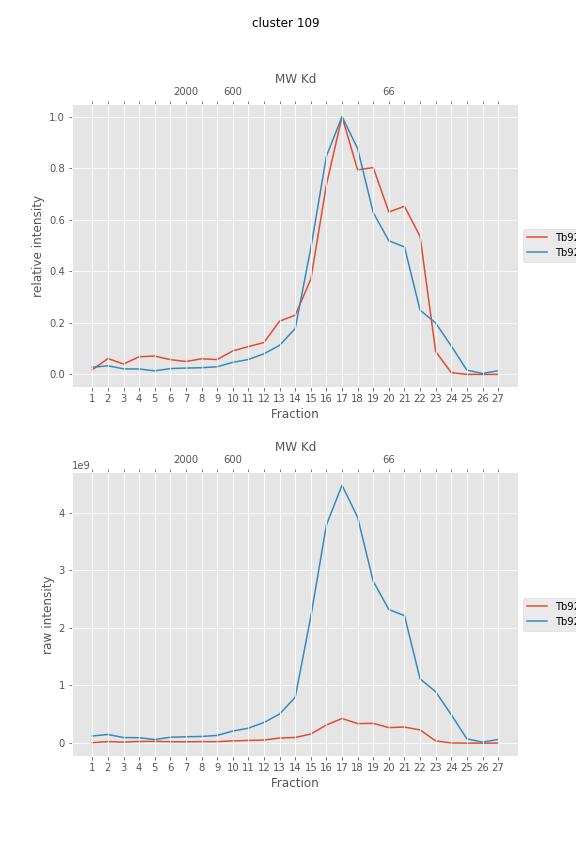 cluster 109
MW Kd
2000 600 66
1.0
0.8
0.6
0.4
0.2
0.0
relative intensity
Tb92
Tb92
1 2 3 4 5 6 7 8 9 10 11 12 13 14 15 16 17 18 19 20 21 22 23 24 25 26 27
Fraction
MW Kd
2000 600 66
1e9
4
3
2
1
0
raw intensity
Tb92
Tb92
1 2 3 4 5 6 7 8 9 10 11 12 13 14 15 16 17 18 19 20 21 22 23 24 25 26 27
Fraction